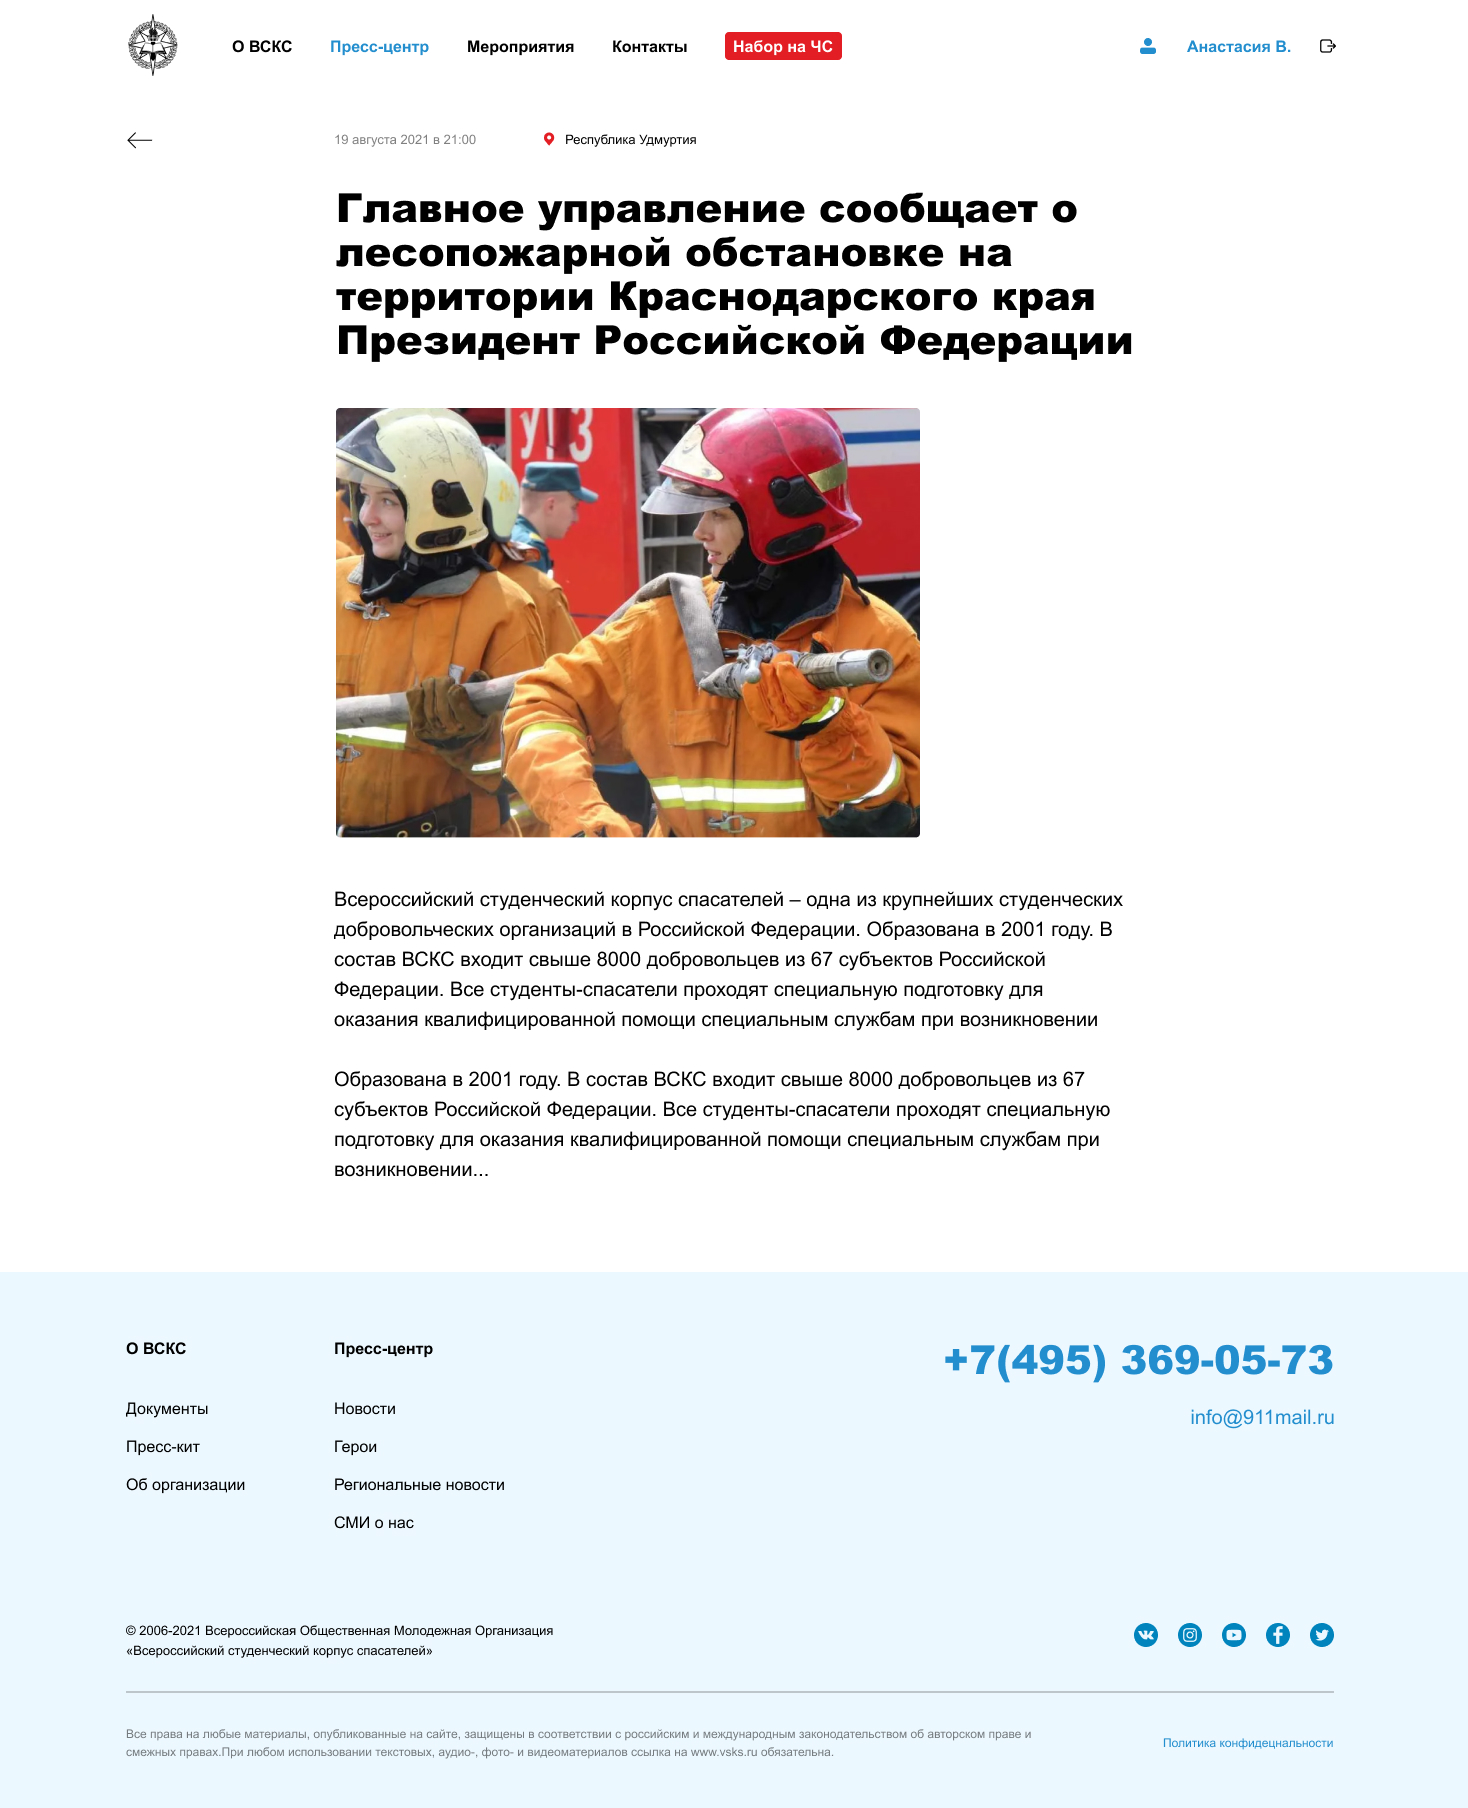 О ВСКС
Пресс-центр
Мероприятия
Контакты
Набор на ЧС
Анастасия В.
19 августа 2021 в 21:00
Республика Удмуртия
Главное управление сообщает о
лесопожарной обстановке на
территории Краснодарского края
Президент Российской Федерации
УГЗ
Всероссийский студенческий корпус спасателей – одна из крупнейших студенческих
добровольческих организаций в Российской Федерации. Образована в 2001 году. В
состав ВСКС входит свыше 8000 добровольцев из 67 субъектов Российской
Федерации. Все студенты-спасатели проходят специальную подготовку для
оказания квалифицированной помощи специальным службам при возникновении
Образована в 2001 году. В состав ВСКС входит свыше 8000 добровольцев из 67
субъектов Российской Федерации. Все студенты-спасатели проходят специальную
подготовку для оказания квалифицированной помощи специальным службам при
возникновении...
О ВСКС
Документы
Пресс-кит
Об организации
Пресс-центр
Новости
Герои
Региональные новости
СМИ о нас
+7(495) 369-05-73
info@911mail.ru
© 2006-2021 Всероссийская Общественная Молодежная Организация
«Всероссийский студенческий корпус спасателей»
Все права на любые материалы, опубликованные на сайте, защищены в соответствии с российским и международным законодательством об авторском праве и
смежных правах.При любом использовании текстовых, аудио-, фото- и видеоматериалов ссылка на www.vsks.ru обязательна.
Политика конфидецнальности